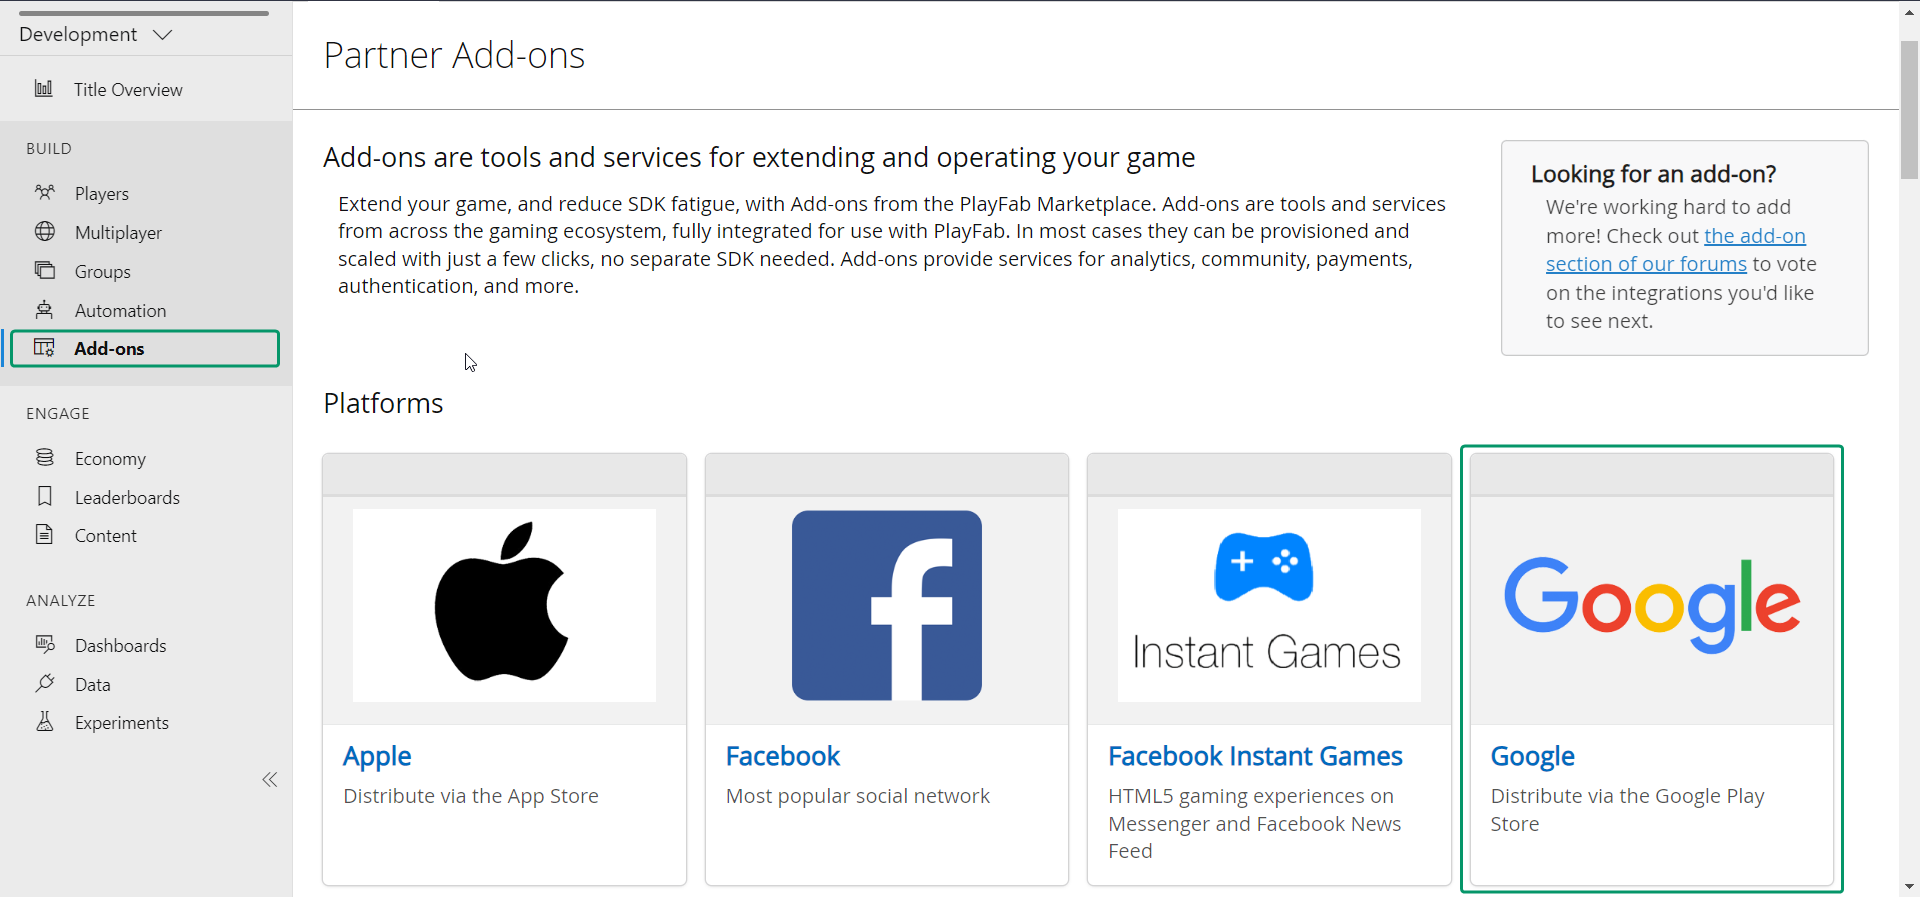 Development
Title Overview
BUILD
Players
Multiplayer
Groups
Automation
Add-ons
ENGAGE
Economy
Leaderboards
Content
ANALYZE
Dashboards
Data
Experiments
Partner Add-ons
Add-ons are tools and services for extending and operating your game
Extend your game, and reduce SDK fatigue, with Add-ons from the PlayFab Marketplace. Add-ons are tools and services
from across the gaming ecosystem, fully integrated for use with PlayFab. In most cases they can be provisioned and
scaled with just a few clicks, no separate SDK needed. Add-ons provide services for analytics, community, payments,
authentication, and more.
Looking for an add-on?
We're working hard to add
more! Check out the add-on
section of our forums to vote
on the integrations you'd like
to see next.
Platforms
Apple
Distribute via the App Store
Facebook
Most popular social network
Instant Games
Facebook Instant Games
HTML5 gaming experiences on
Messenger and Facebook News
Feed
Google
Google
Distribute via the Google Play
Store